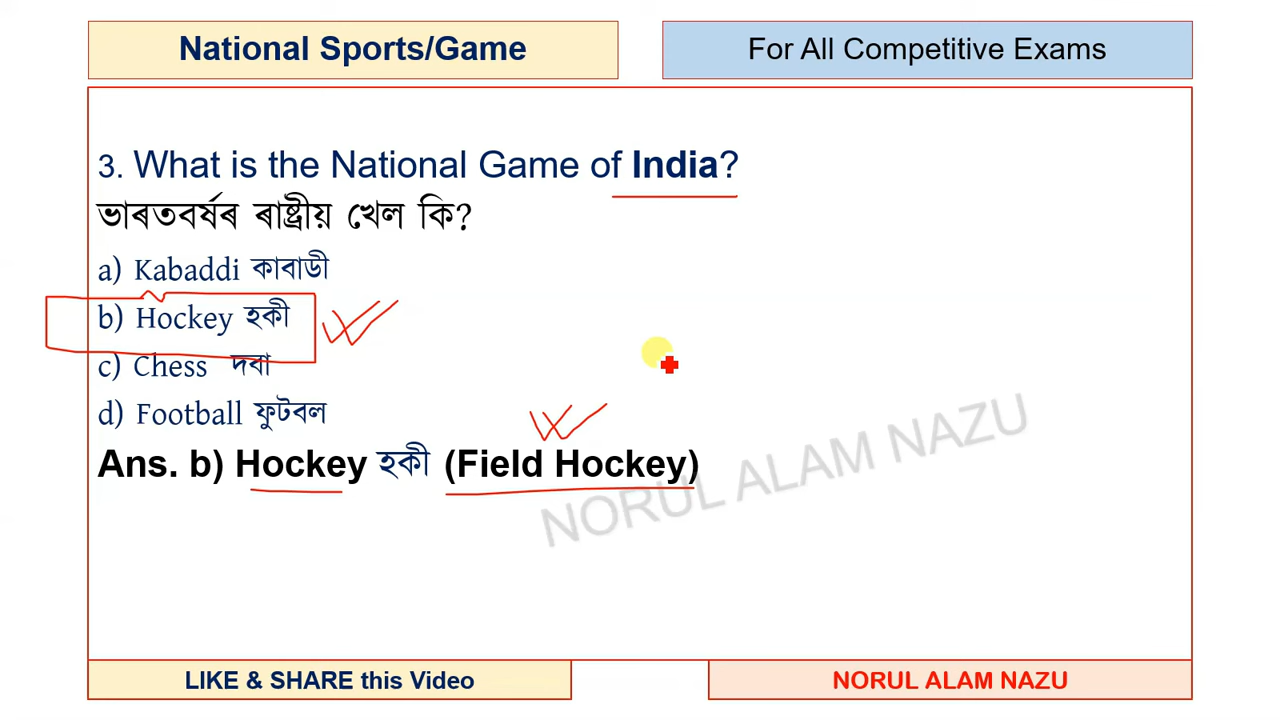 National Sports/Game
For All Competitive Exams
3. What is the National Game of India?
ভাৰতবৰ্ষৰ ৰাষ্ট্ৰীয় খেল কি?
a) Kabaddi কাবাডী
b) Hockey হকী
c) Chess দবা
d) Football ফুটবল
Ans. b) Hockey হকী (Field Hockey)
NORUL ALAM NAZU
LIKE & SHARE this Video
NORUL ALAM NAZU